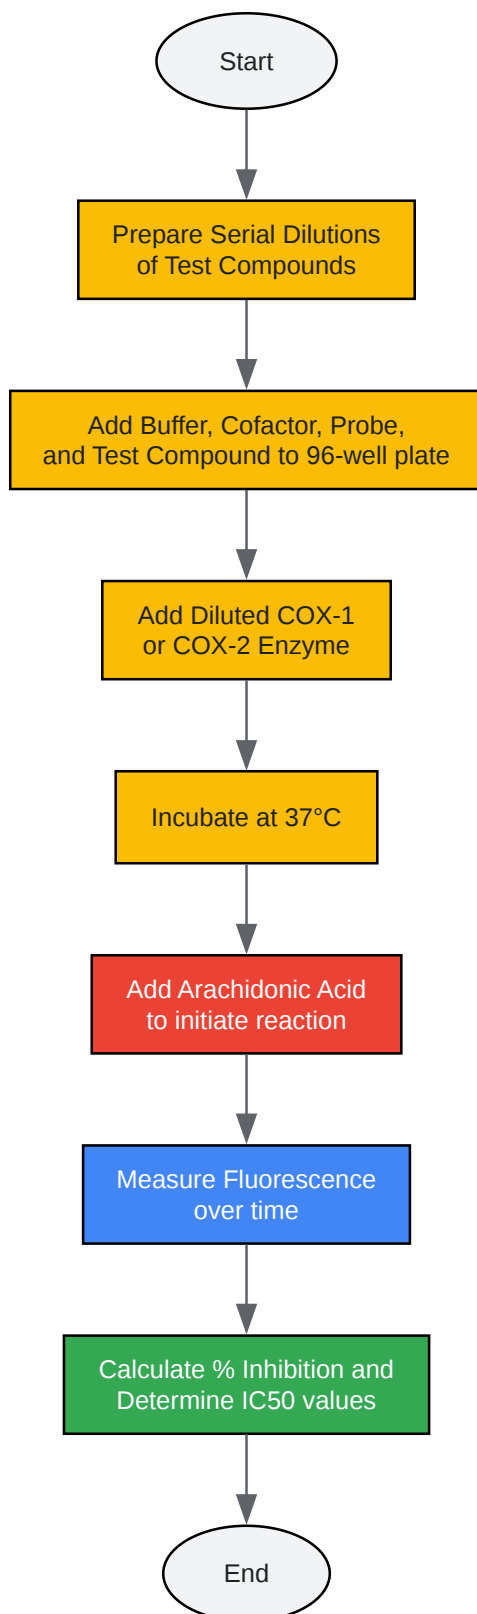 Start
Prepare Serial Dilutions
of Test Compounds
Add Buffer, Cofactor, Probe,
and Test Compound to 96-well plate
Add Diluted COX-1
or COX-2 Enzyme
Incubate at 37°C
Add Arachidonic Acid
to initiate reaction
Measure Fluorescence
over time
Calculate % Inhibition and
Determine IC50 values
End